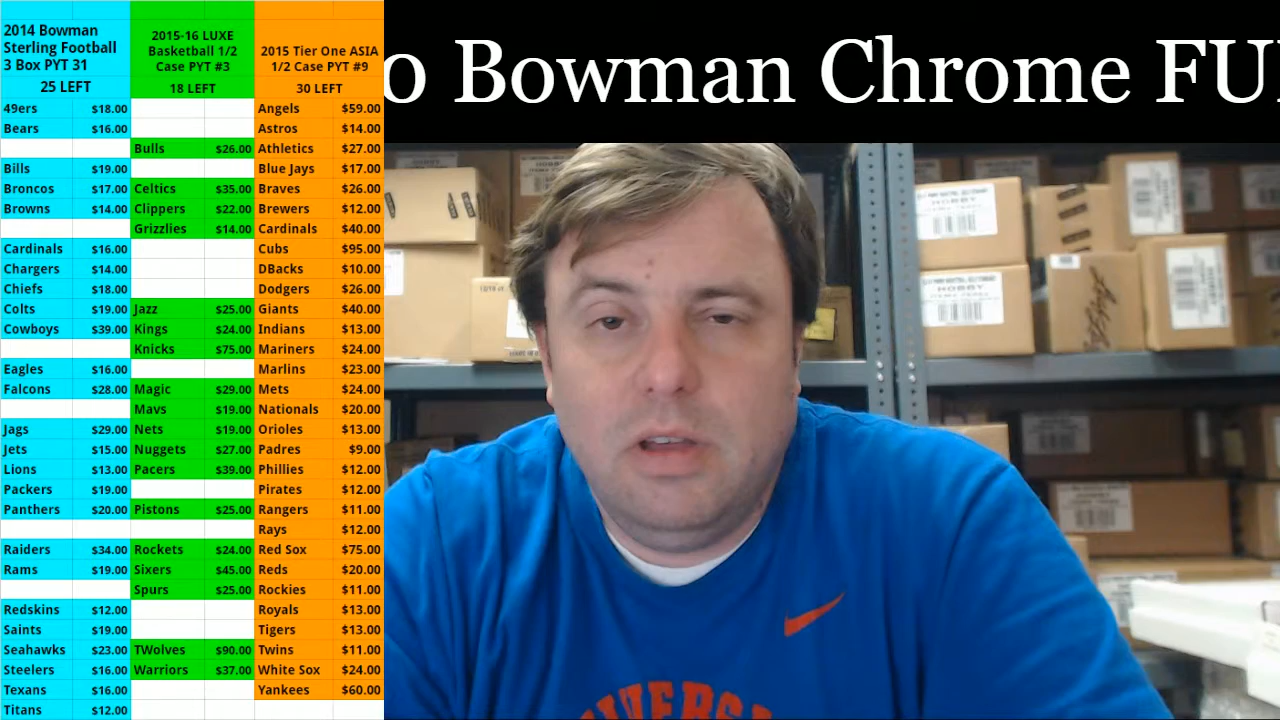 2014 Bowman
Sterling Football
3 Box PYT 31
25 LEFT
49ers $18.00
Bears $16.00
Bills $19.00
Broncos $17.00
Browns $14.00
Cardinals $16.00
Chargers $14.00
Chiefs $18.00
Colts $19.00
Cowboys $39.00
Eagles $16.00
Falcons $28.00
Jags $29.00
Jets $15.00
Lions $13.00
Packers $19.00
Panthers $20.00
Raiders $34.00
Rams $19.00
Redskins $12.00
Saints $19.00
Seahawks $23.00
Steelers $16.00
Texans $16.00
Titans $12.00
2015-16 LUXE
Basketball 1/2
Case PYT #3
18 LEFT
Bulls $26.00
Celtics $35.00
Clippers $22.00
Grizzlies $14.00
Jazz $25.00
Kings $24.00
Knicks $75.00
Magic $29.00
Mavs $19.00
Nets $19.00
Nuggets $27.00
Pacers $39.00
Pistons $25.00
Rockets $24.00
Sixers $45.00
Spurs $25.00
TWolves $90.00
Warriors $37.00
2015 Tier One ASIA
1/2 Case PYT #9
30 LEFT
Angels $59.00
Astros $14.00
Athletics $27.00
Blue Jays $17.00
Braves $26.00
Brewers $12.00
Cardinals $40.00
Cubs $95.00
DBacks $10.00
Dodgers $26.00
Giants $40.00
Indians $13.00
Mariners $24.00
Marlins $23.00
Mets $24.00
Nationals $20.00
Orioles $13.00
Padres $9.00
Phillies $12.00
Pirates $12.00
Rangers $11.00
Rays $12.00
Red Sox $75.00
Reds $20.00
Rockies $11.00
Royals $13.00
Tigers $13.00
Twins $11.00
White Sox $24.00
Yankees $60.00
o Bowman Chrome FU
HOBBY
HOBBY